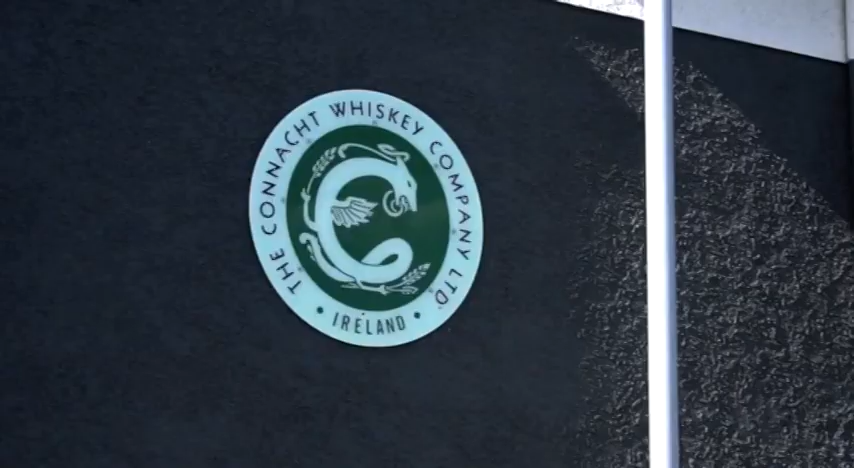 THE CONNACHT WHISKEY COMPANY LTD
• IRELAND •